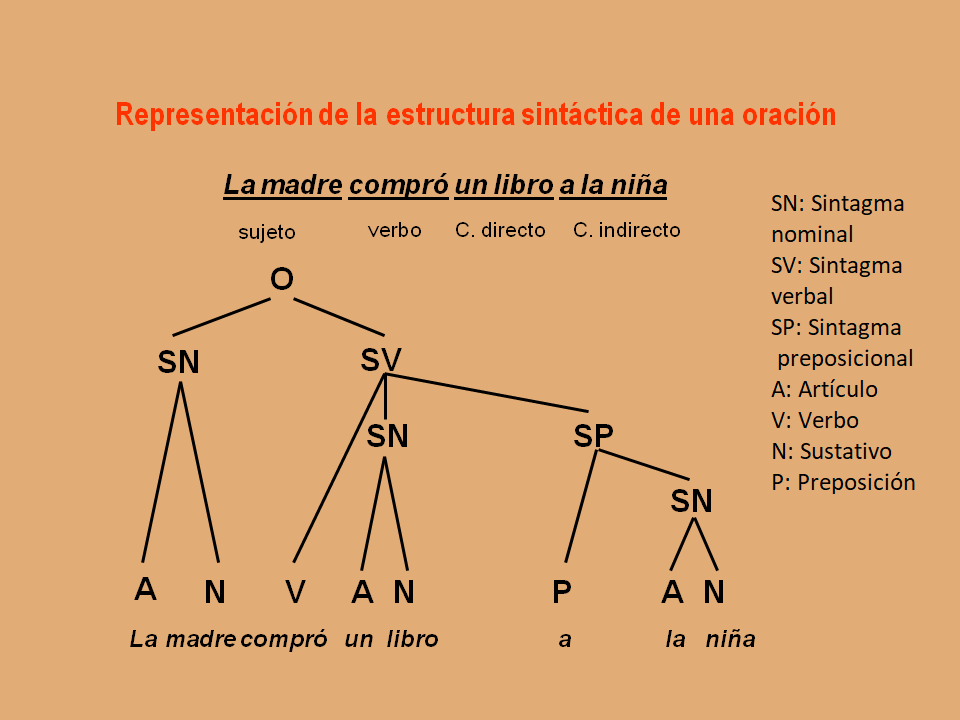 Representación de la estructura sintáctica de una oración
La madre compró un libro a la niña
sujeto verbo C. directo C. indirecto
O
SN SV
SN SP
SN
A N V A N P A N
La madre compró un libro a la niña
SN: Sintagma
nominal
SV: Sintagma
verbal
SP: Sintagma
preposicional
A: Artículo
V: Verbo
N: Sustativo
P: Preposición